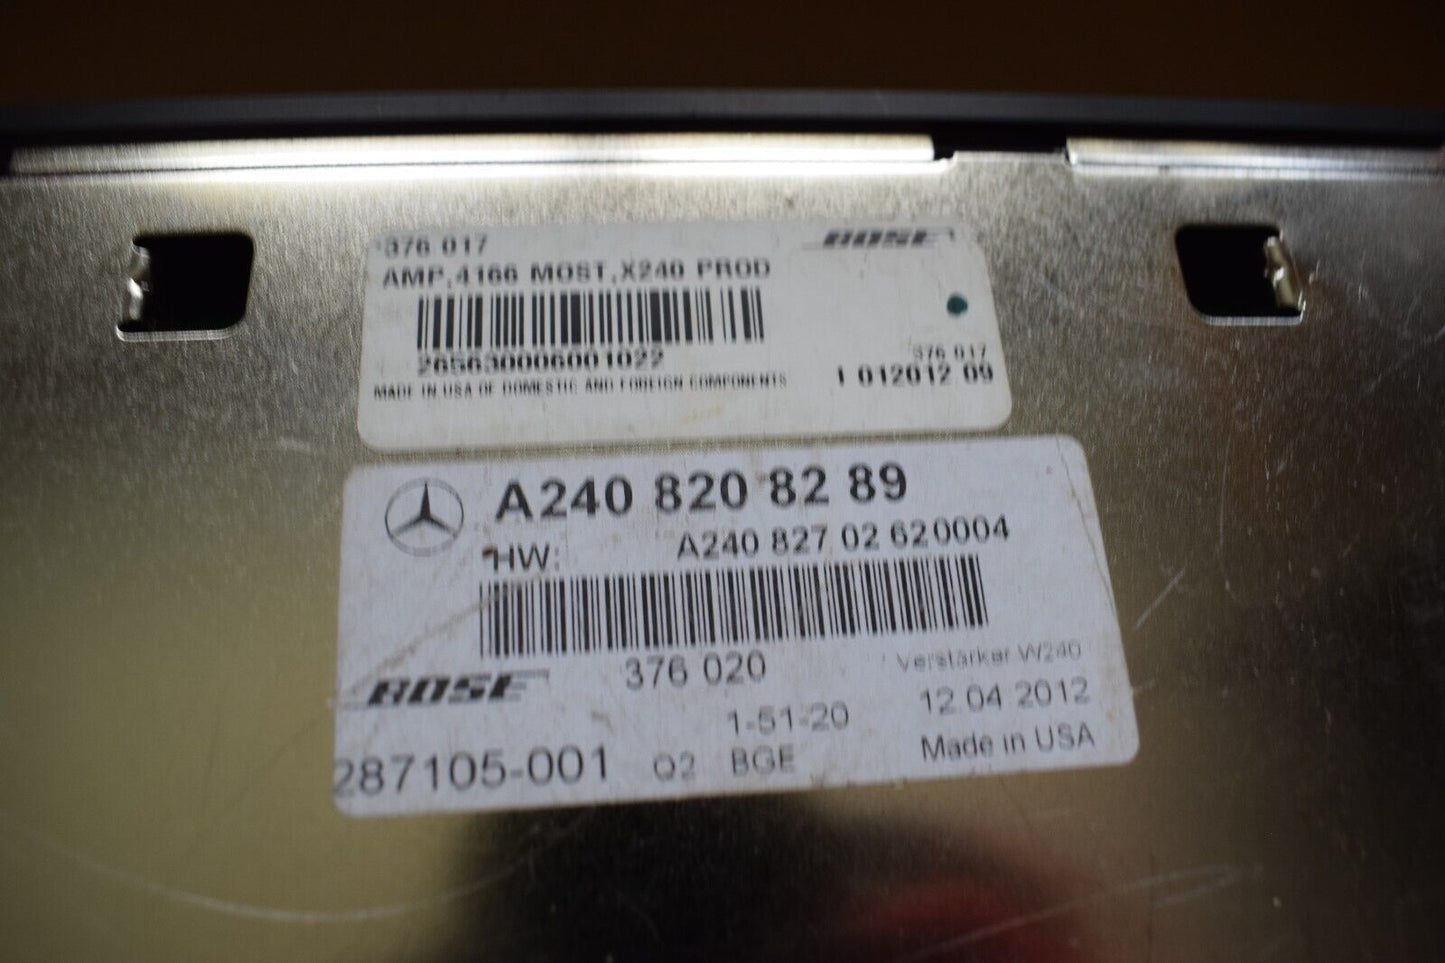 376 017
BOSE
AMP,4166 MOST,X240 PROD
265630006001022
376 017
MADE IN USA OF DOMESTIC AND FOREIGN COMPONENTS
1 012012 09
A240 820 82 89
HW: A240 827 02 620004
BOSE
376 020
Verstärker W240
1-51-20
12.04 2012
287105-001
Q2
BGE
Made in USA